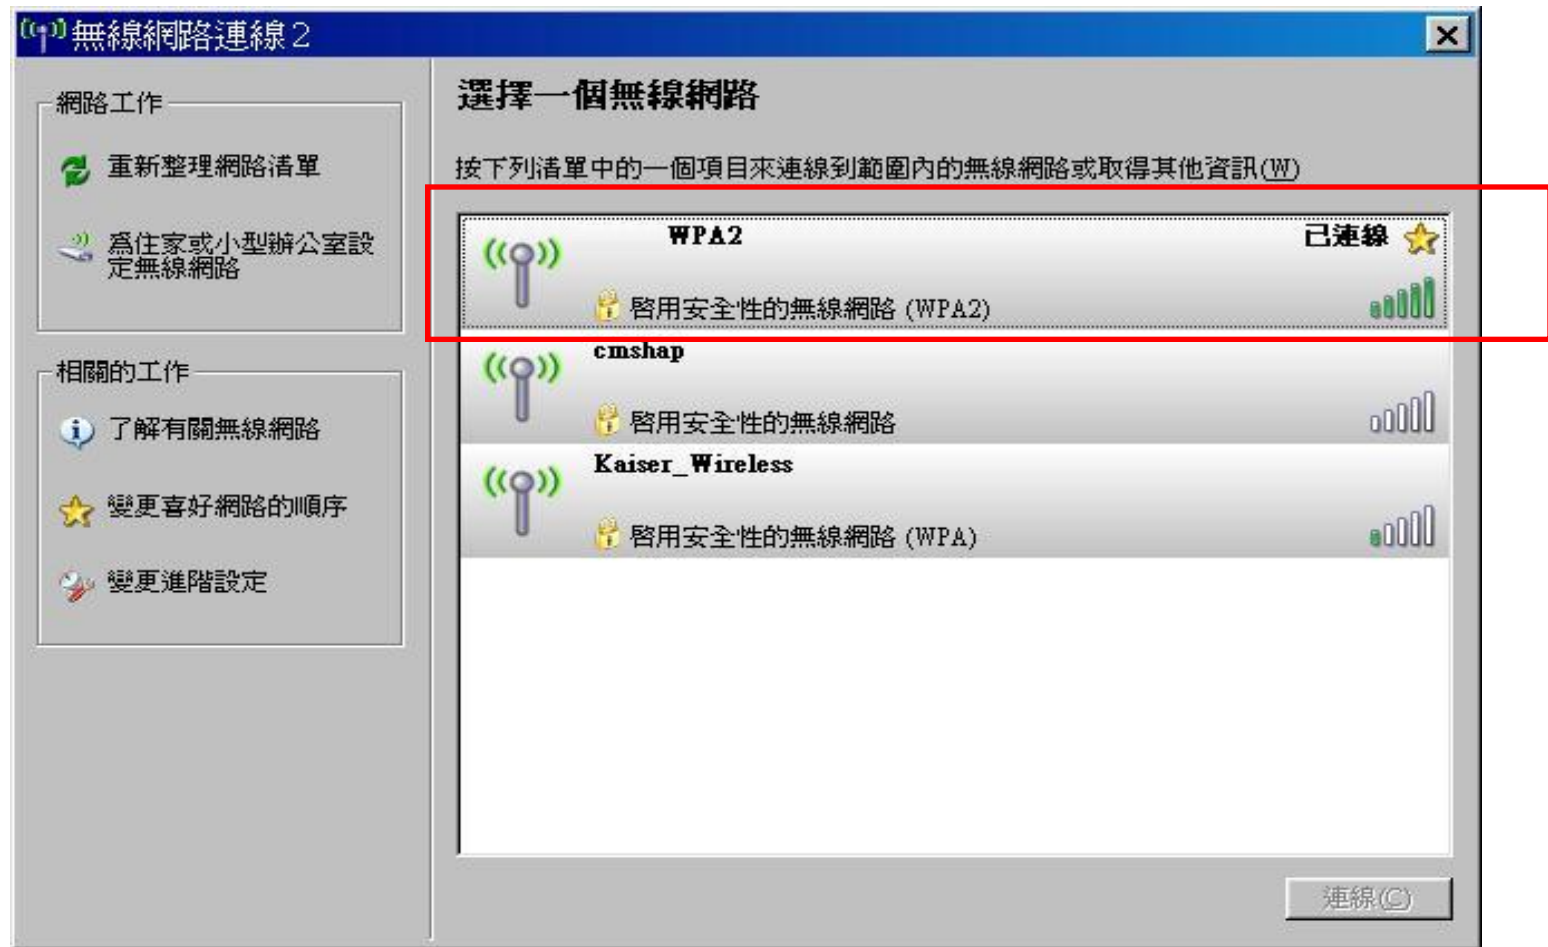 無線網路連線 2
網路工作
重新整理網路清單
為住家或小型辦公室設
定無線網路
相關的工作
了解有關無線網路
變更喜好網路的順序
變更進階設定
選擇一個無線網路
按下列清單中的一個項目來連線到範圍內的無線網路或取得其他資訊(W)
WPA2 已連線
啓用安全性的無線網路 (WPA2)
cmshap
啓用安全性的無線網路
Kaiser_Wireless
啓用安全性的無線網路 (WPA)
連線(C)